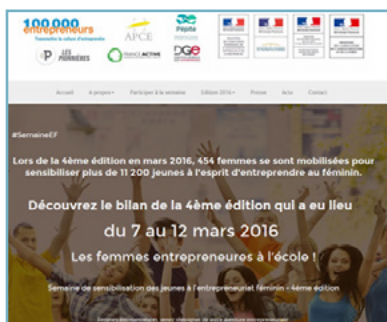 100 000
entrepreneurs
Transmettre la culture d'entreprendre
APCE
Pépite
LES
PIONNIÈRES
FRANCE ACTIVE
DGE
Accueil A propos Participer à la semaine Edition 2016 Presse Actu Contact
#SemaineEF
Lors de la 4ème édition en mars 2016, 454 femmes se sont mobilisées pour
sensibiliser plus de 11 200 jeunes à l'esprit d'entreprendre au féminin.
Découvrez le bilan de la 4ème édition qui a eu lieu
du 7 au 12 mars 2016
Les femmes entrepreneures à l'école !
Semaine de sensibilisation des jeunes à l'entrepreneuriat féminin - 4ème édition